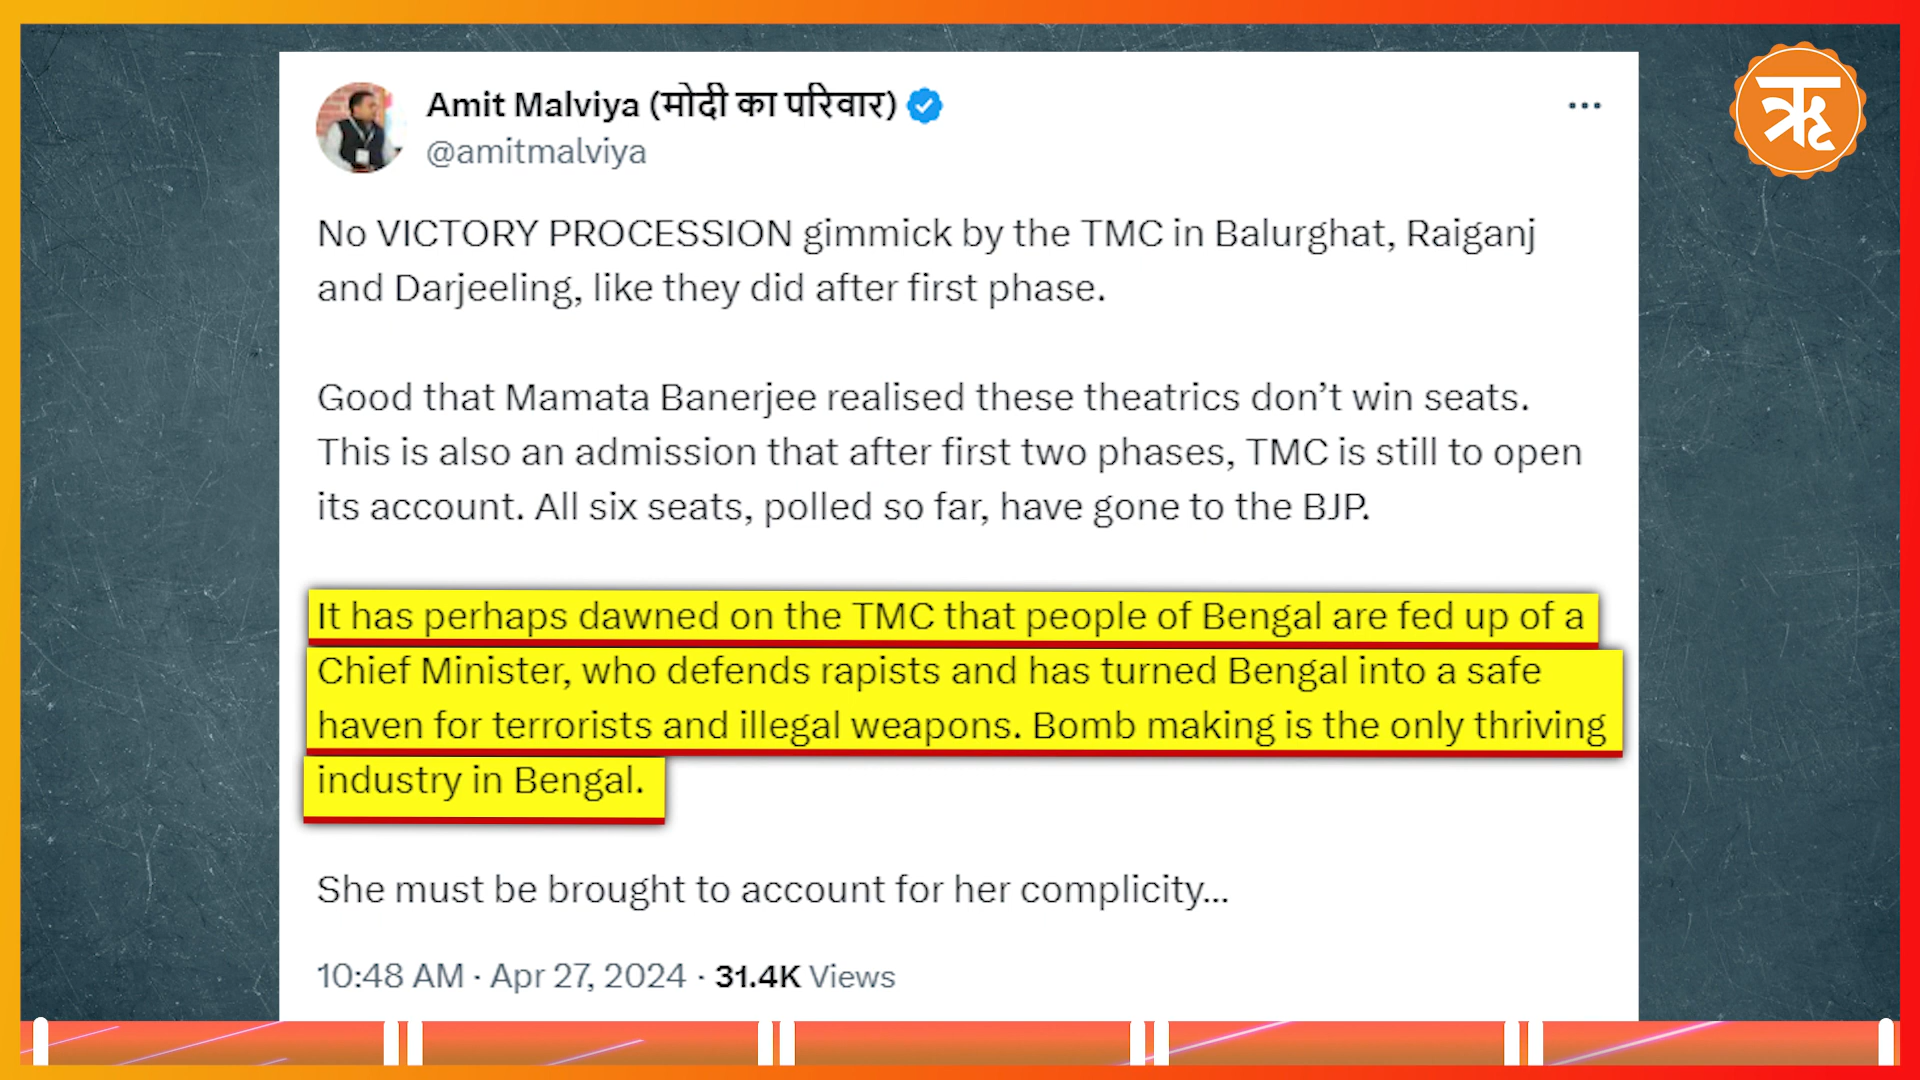 Amit Malviya (मोदी का परिवार)
@amitmalviya
ऋ
No VICTORY PROCESSION gimmick by the TMC in Balurghat, Raiganj
and Darjeeling, like they did after first phase.
Good that Mamata Banerjee realised these theatrics don’t win seats.
This is also an admission that after first two phases, TMC is still to open
its account. All six seats, polled so far, have gone to the BJP.
It has perhaps dawned on the TMC that people of Bengal are fed up of a
Chief Minister, who defends rapists and has turned Bengal into a safe
haven for terrorists and illegal weapons. Bomb making is the only thriving
industry in Bengal.
She must be brought to account for her complicity...
10:48 AM · Apr 27, 2024 · 31.4K Views